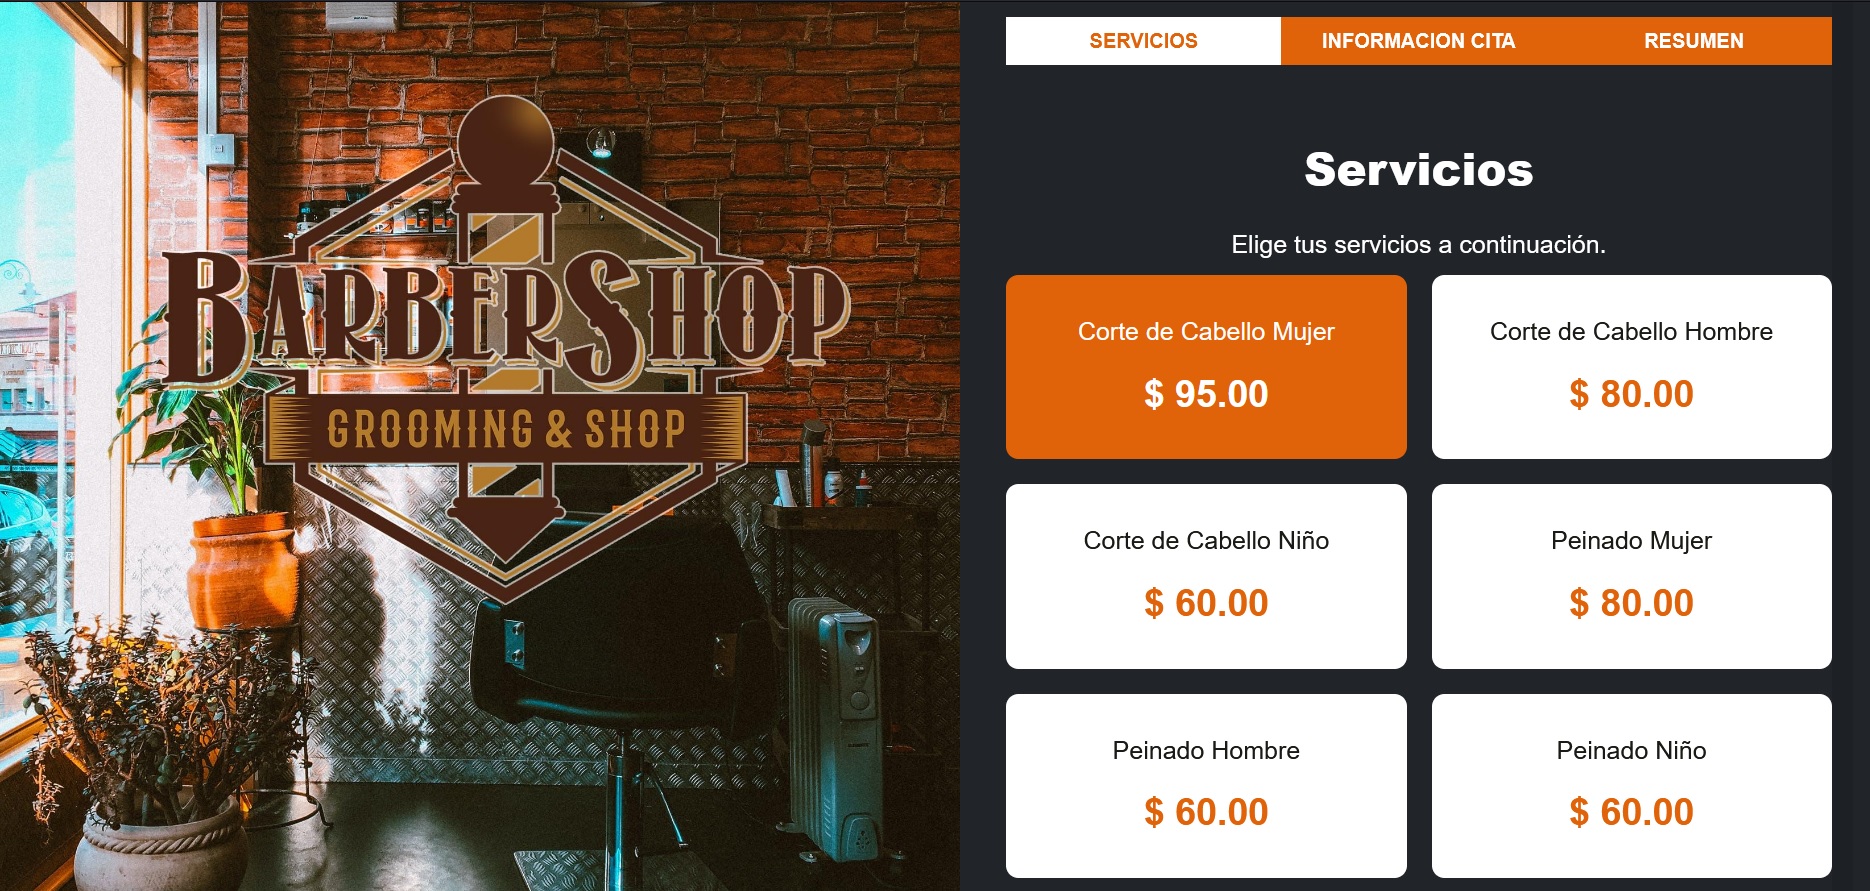 BARBERSHOP
GROOMING & SHOP
SERVICIOS
INFORMACION CITA
RESUMEN
Servicios
Elige tus servicios a continuación.
Corte de Cabello Mujer
$ 95.00
Corte de Cabello Hombre
$ 80.00
Corte de Cabello Niño
$ 60.00
Peinado Mujer
$ 80.00
Peinado Hombre
$ 60.00
Peinado Niño
$ 60.00